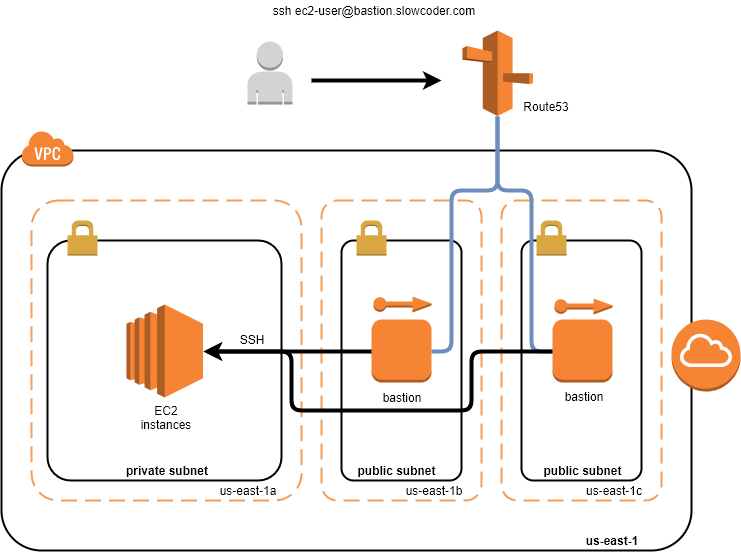 ssh ec2-user@bastion.slowcoder.com
Route53
VPC
SSH
EC2
instances
bastion
bastion
private subnet
public subnet
public subnet
us-east-1a
us-east-1b
us-east-1c
us-east-1